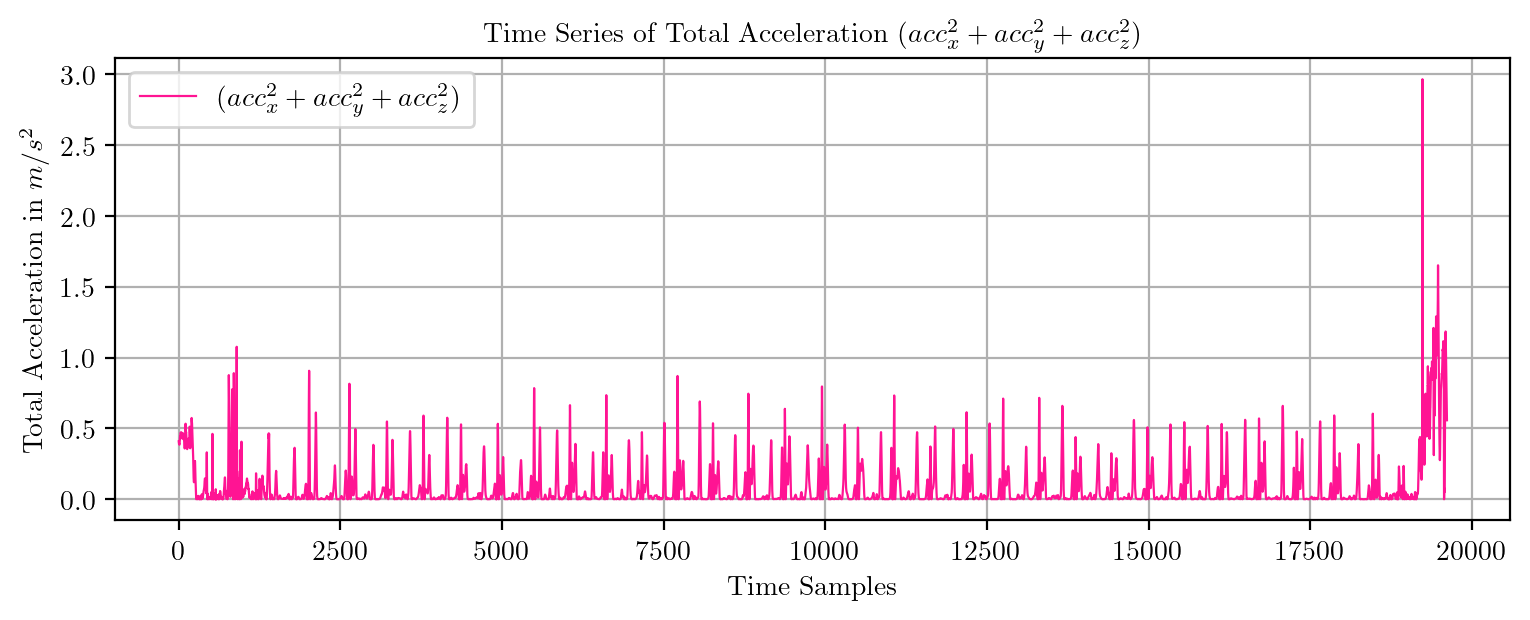 Time Series of Total Acceleration $(acc_x^2 + acc_y^2 + acc_z^2)$
$(acc_x^2 + acc_y^2 + acc_z^2)$
Total Acceleration in $m/s^2$
3.0
2.5
2.0
1.5
1.0
0.5
0.0
0 2500 5000 7500 10000 12500 15000 17500 20000
Time Samples